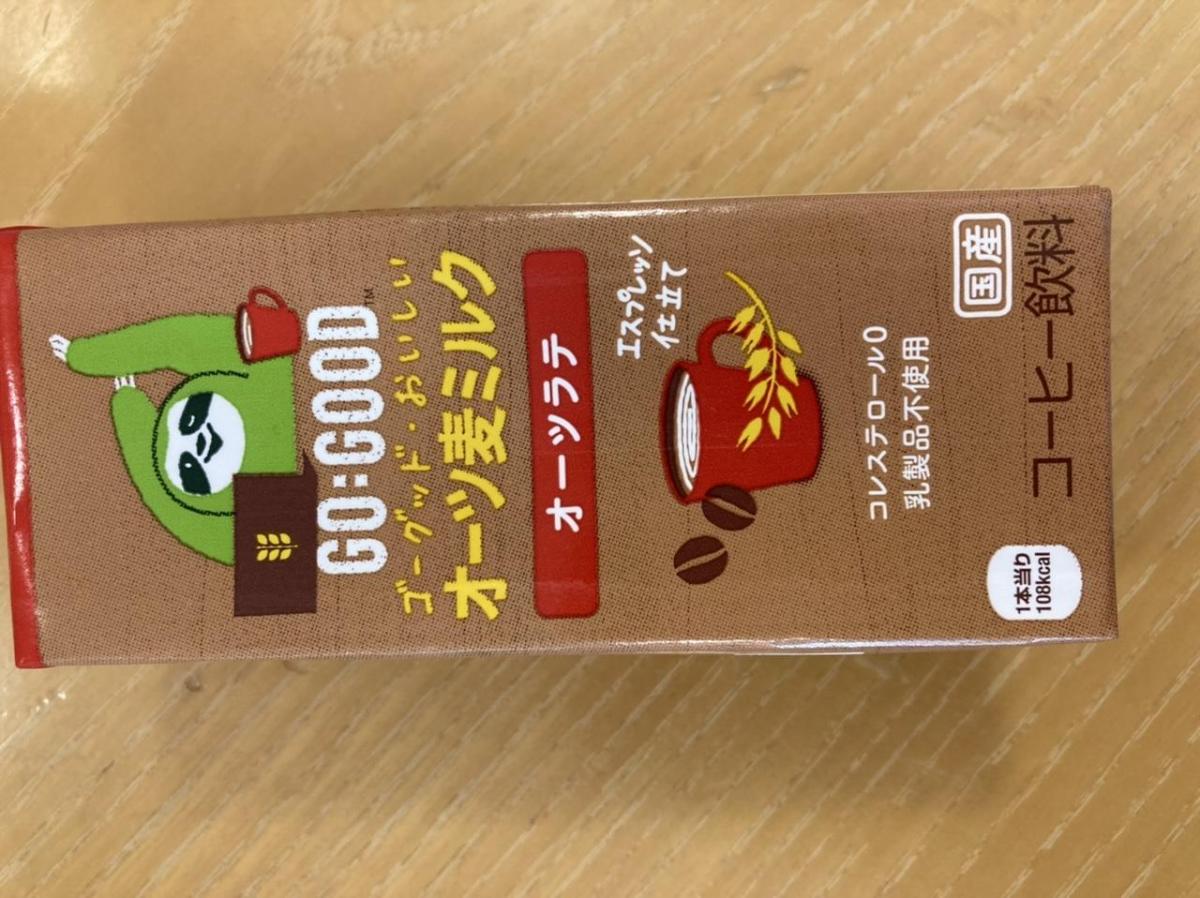 GO:GOOD™
ゴーグッド・おいしい
オーツ麦ミルク
オーツラテ
エスプレッソ
仕立て
コレステロール0
乳製品不使用
1本当り
108kcal
国産
コーヒー飲料